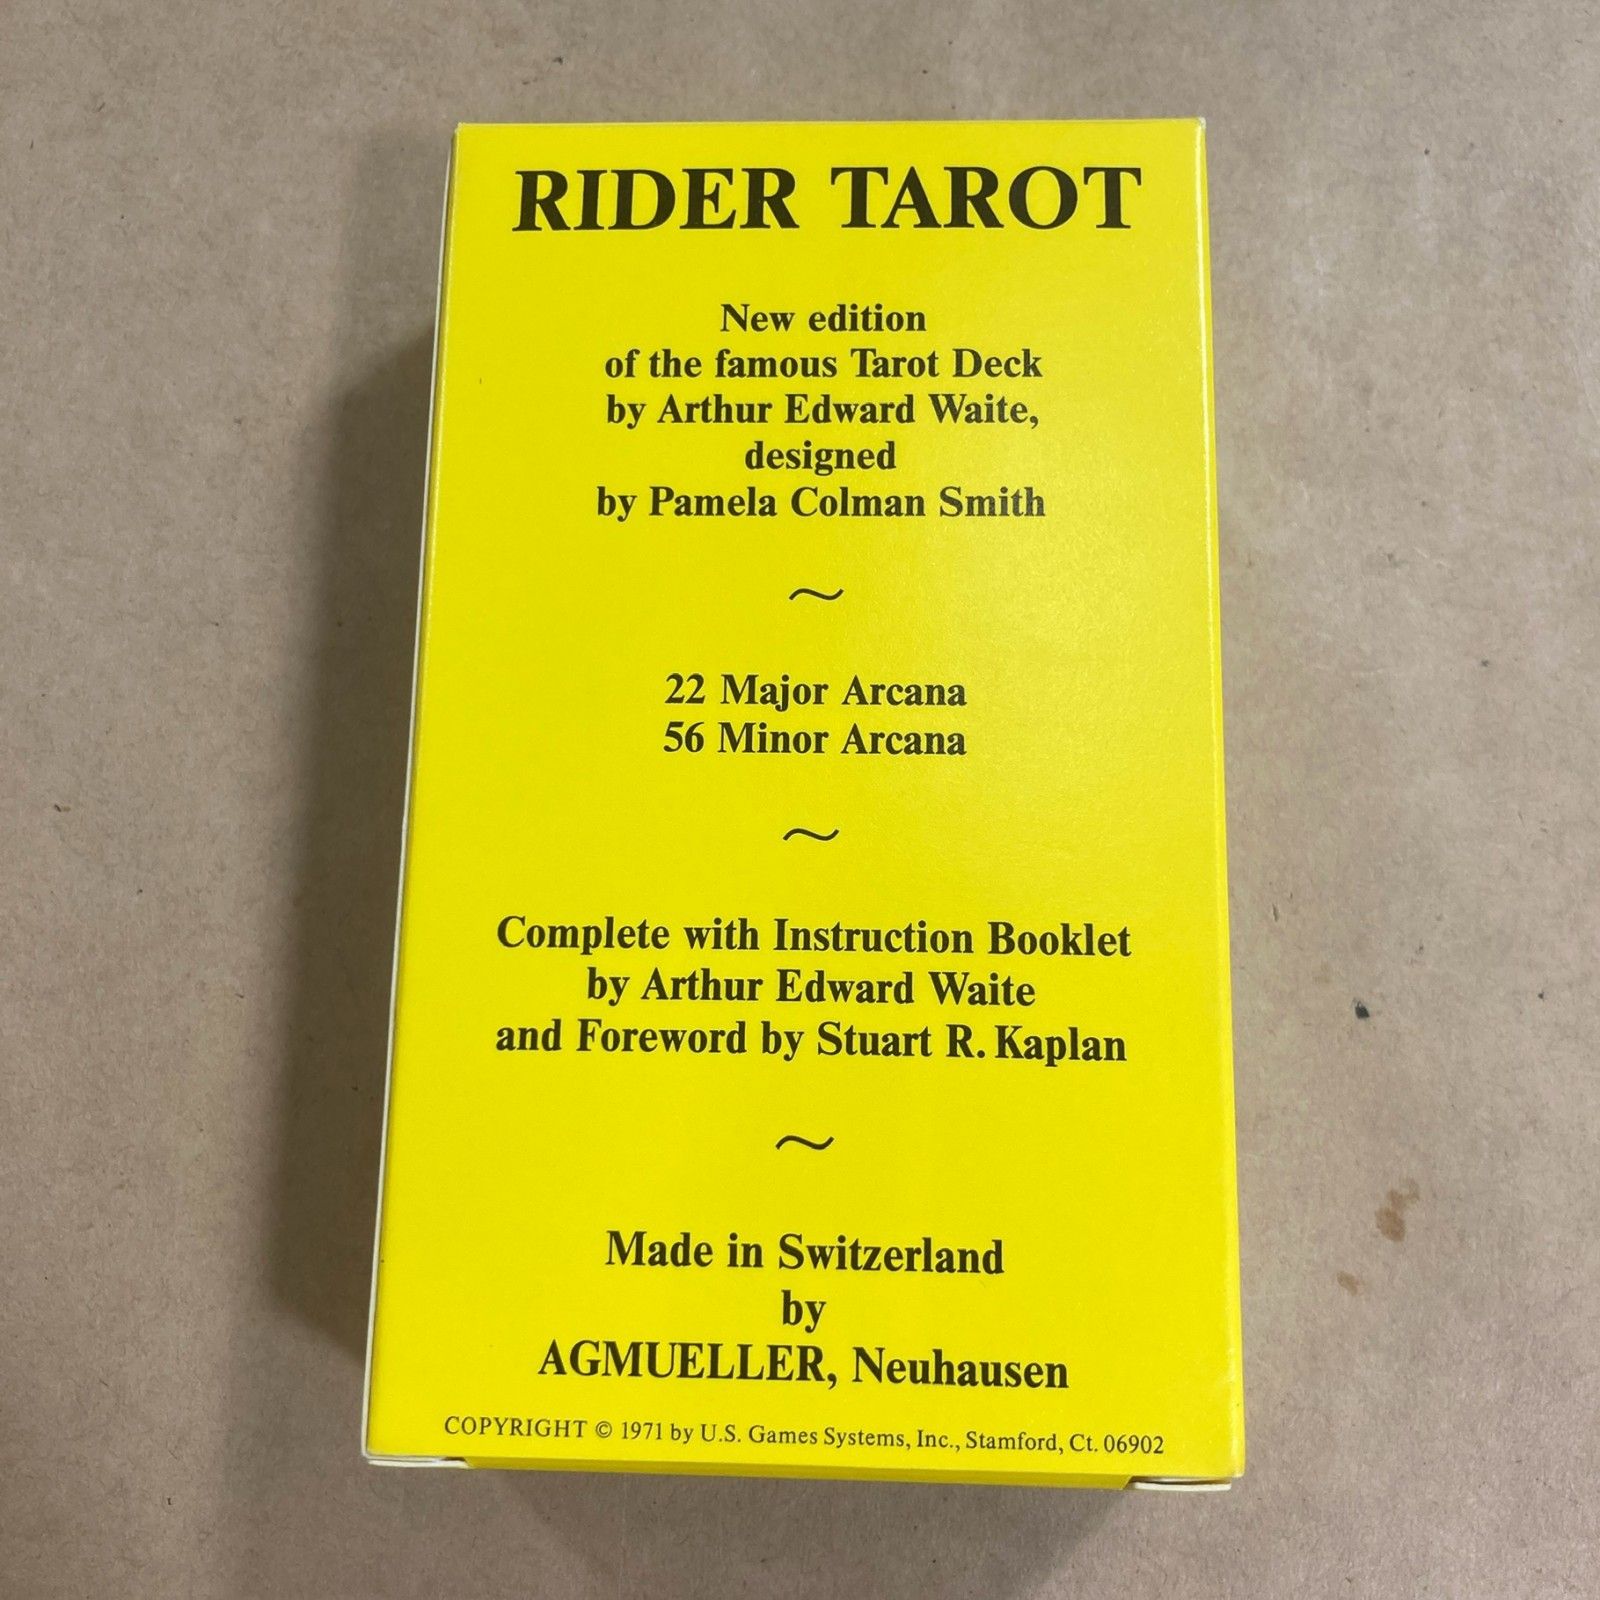 RIDER TAROT
New edition
of the famous Tarot Deck
by Arthur Edward Waite,
designed
by Pamela Colman Smith
~
22 Major Arcana
56 Minor Arcana
~
Complete with Instruction Booklet
by Arthur Edward Waite
and Foreword by Stuart R. Kaplan
~
Made in Switzerland
by
AGMUELLER, Neuhausen
COPYRIGHT © 1971 by U.S. Games Systems, Inc., Stamford, Ct. 06902